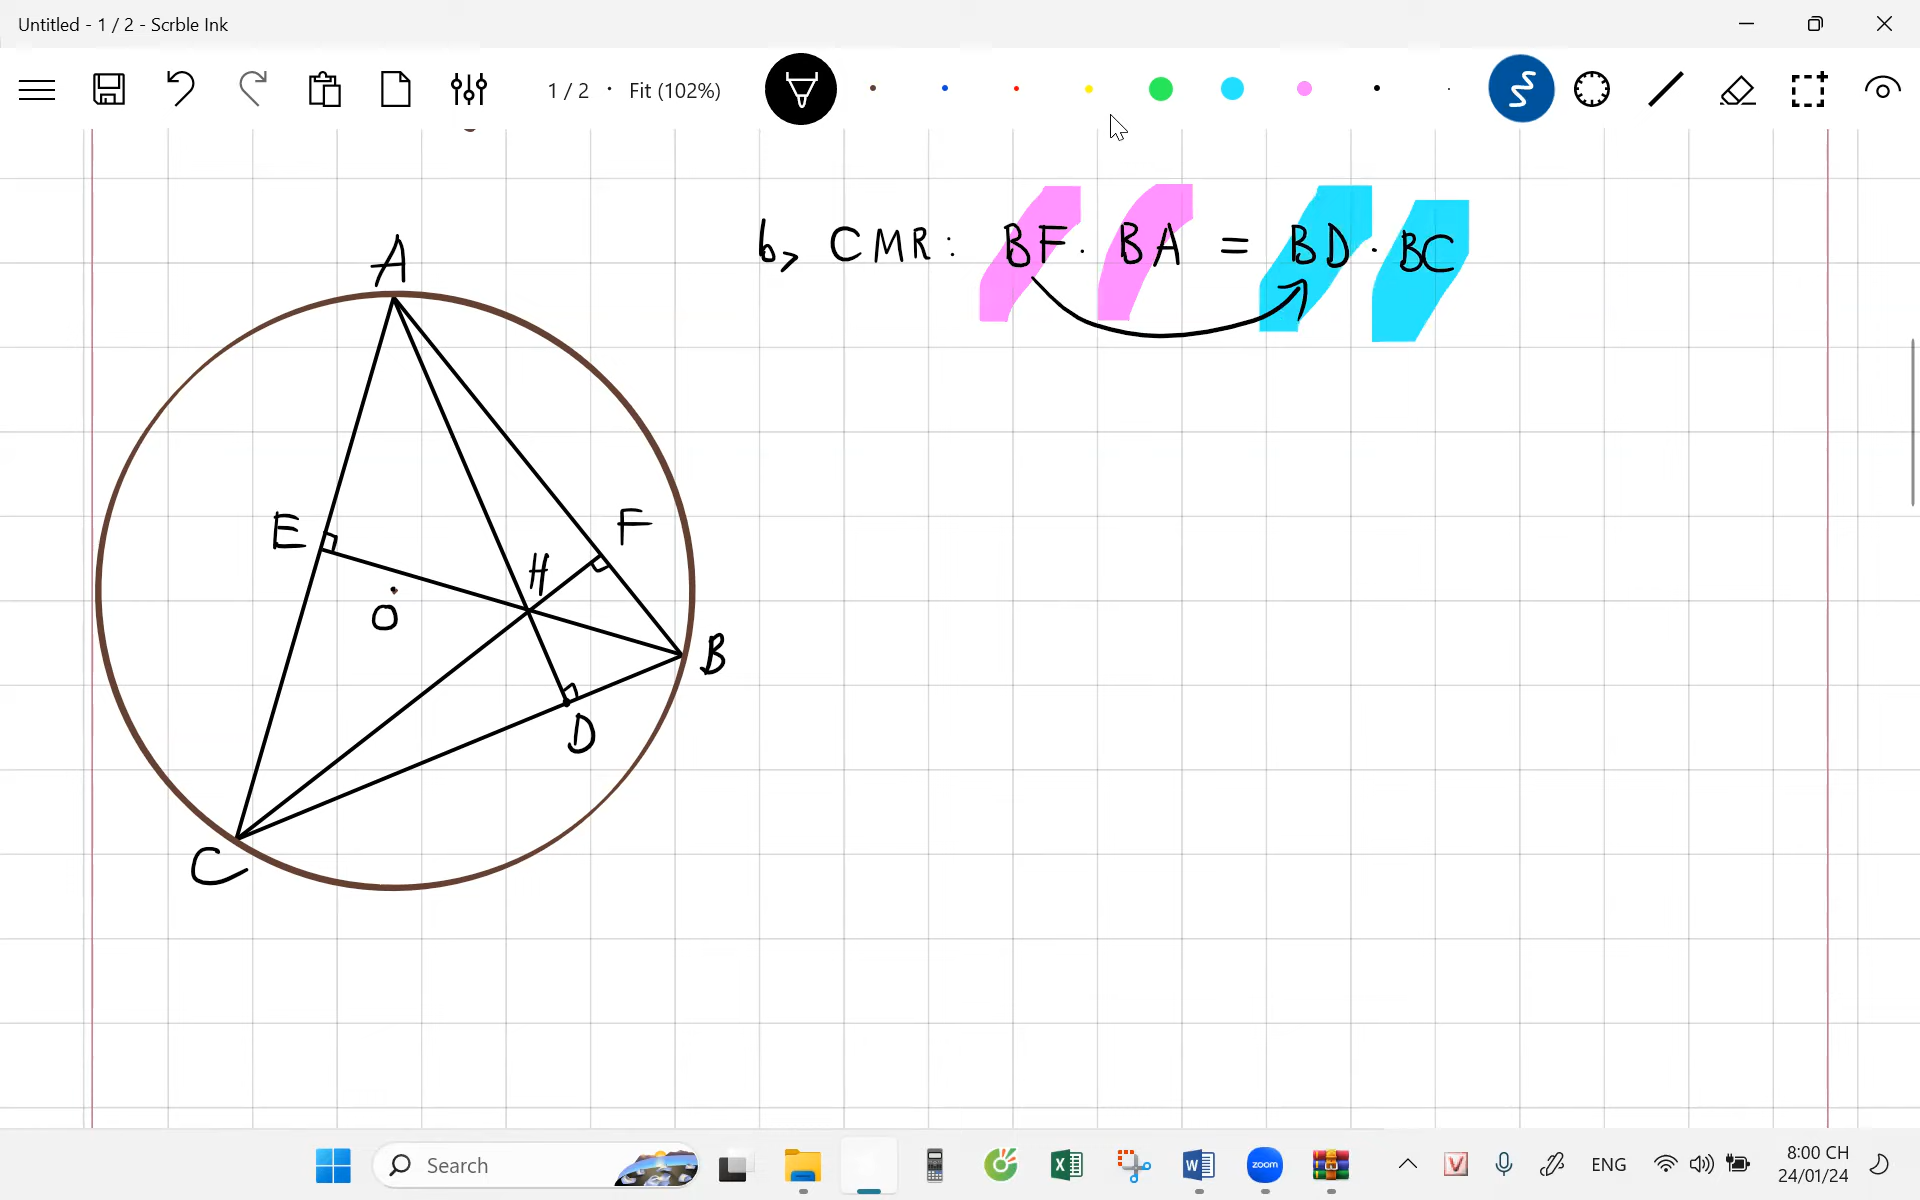 Untitled - 1 / 2 - Scrble Ink
1 / 2 · Fit (102%)
b, CMR: BF . BA = BD . BC
A
E
F
H
O
B
D
C
Search
zoom
ENG
8:00 CH
24/01/24